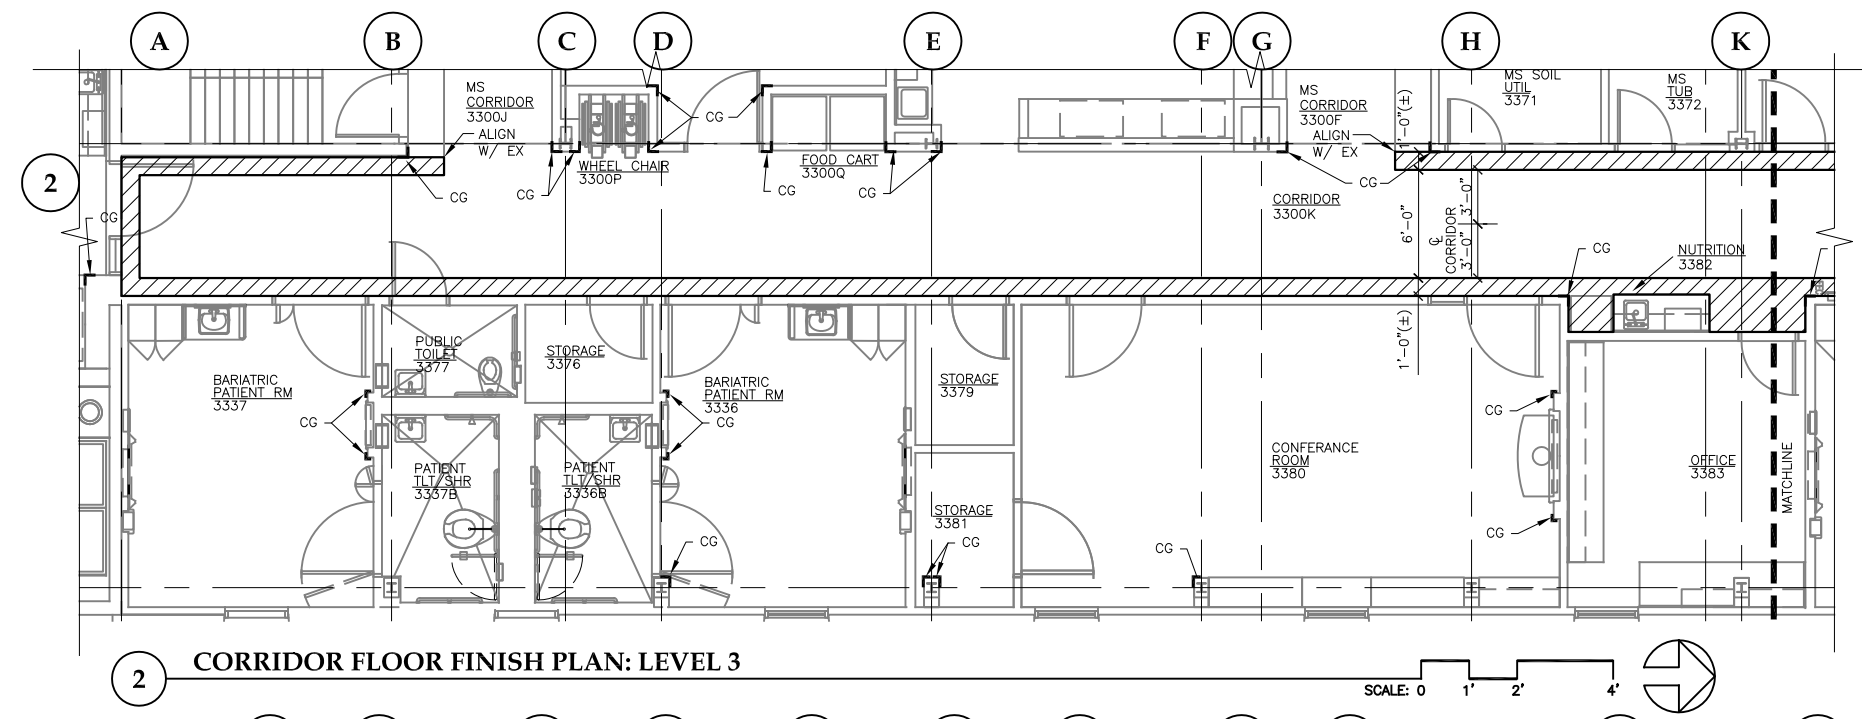 A B C D E F G H K
MS
CORRIDOR
3300J
ALIGN
W/ EX
CG
WHEEL CHAIR
3300P
CG
CG
CG
FOOD CART
3300Q
CG
CG
MS
CORRIDOR
3300F
ALIGN
W/ EX
1'-0"(±)
MS SOIL
UTIL
3371
MS
TUB
3372
2
CG
CG
CORRIDOR
3300K
6'-0"
℄
CORRIDOR
3'-0"
3'-0"
CG
NUTRITION
3382
CG
1'-0"(±)
BARIATRIC
PATIENT RM
3337
CG
PUBLIC
TOILET
3377
STORAGE
3376
BARIATRIC
PATIENT RM
3336
CG
STORAGE
3379
CG
PATIENT
TLT/SHR
3337B
PATIENT
TLT/SHR
3336B
CONFERANCE
ROOM
3380
OFFICE
3383
MATCHLINE
STORAGE
3381
CG
CG
CG
CG
2
CORRIDOR FLOOR FINISH PLAN: LEVEL 3
SCALE: 0 1' 2' 4'